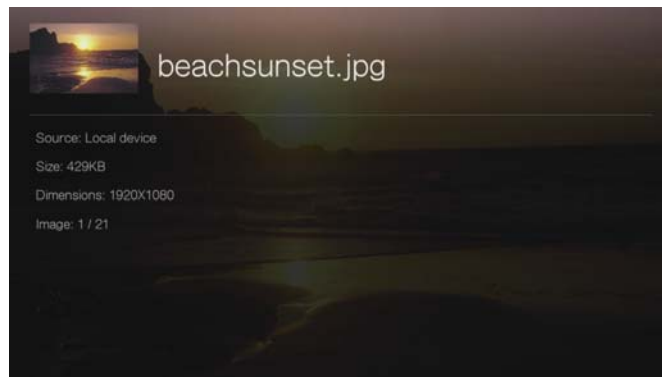 beachsunset.jpg
Source: Local device
Size: 429KB
Dimensions: 1920X1080
Image: 1 / 21